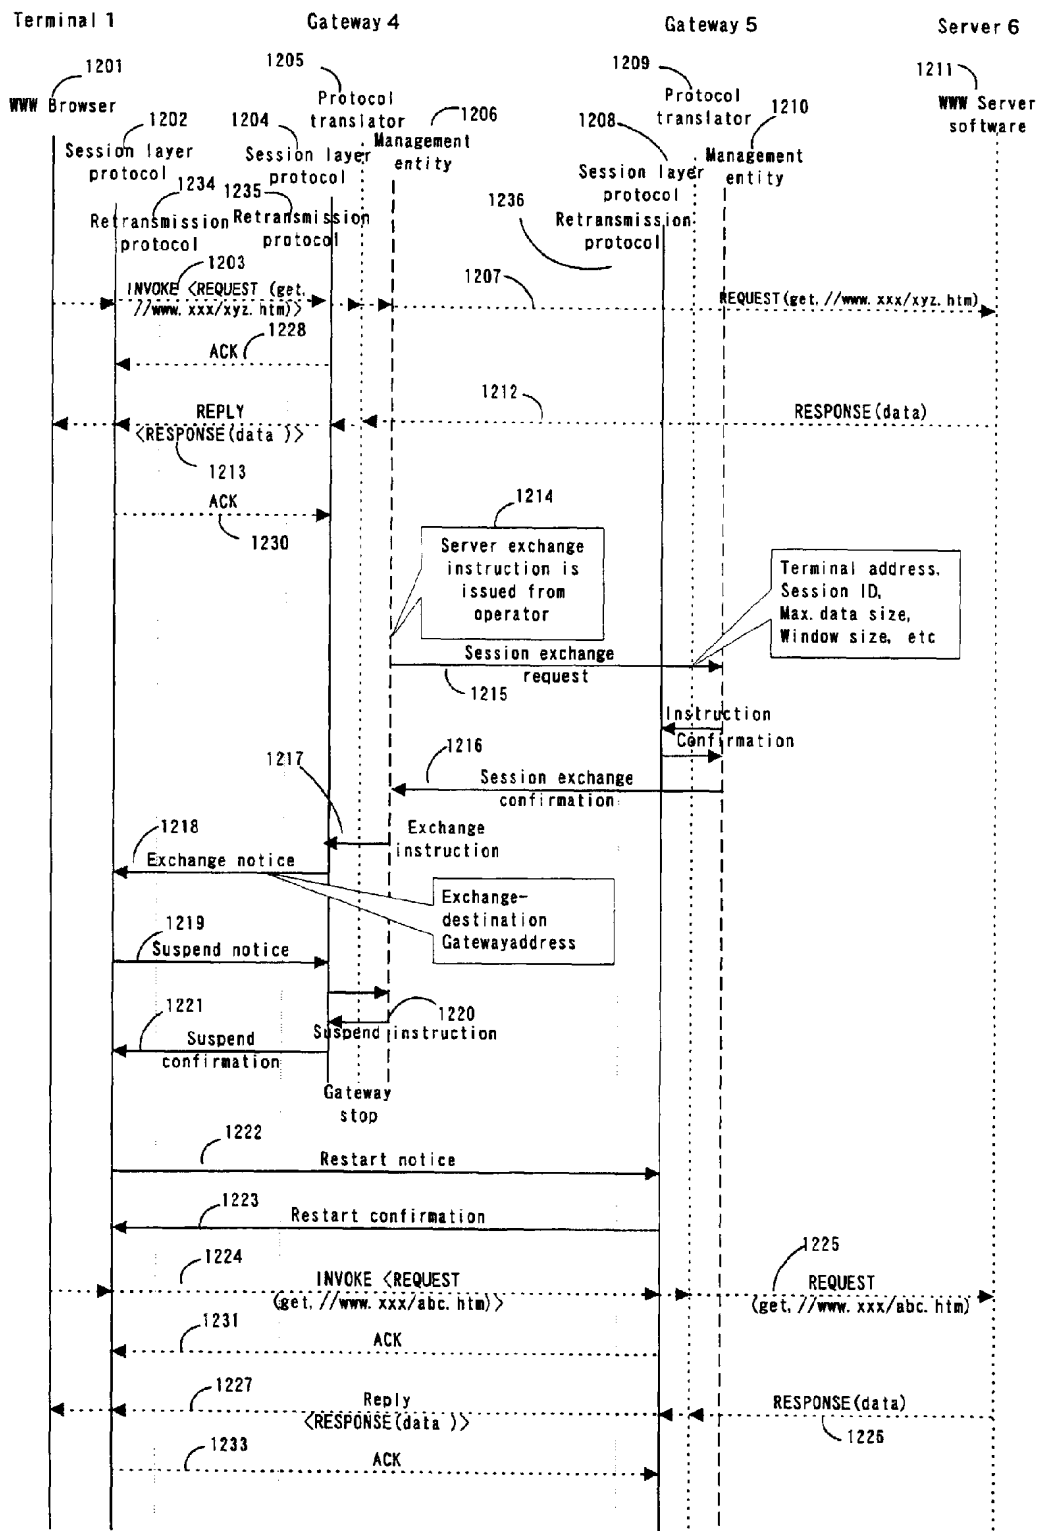 Terminal 1
Gateway 4
Gateway 5
Server 6
1201
1205
1209
1211
WWW Browser
Protocol
translator
Protocol
translator
WWW Server
software
1202
1204
1206
1208
1210
Session layer
protocol
Session layer
protocol
Management
entity
Session layer
protocol
Management
entity
1234
1235
1236
Retransmission
protocol
Retransmission
protocol
Retransmission
protocol
1203
1207
INVOKE <REQUEST (get,
//www.xxx/xyz.htm)>
REQUEST(get,//www.xxx/xyz.htm)
1228
ACK
1212
REPLY
<RESPONSE(data )>
RESPONSE(data)
1213
ACK
1230
1214
Server exchange
instruction is
issued from
operator
Terminal address,
Session ID,
Max.data size,
Window size, etc
Session exchange
request
1215
Instruction
Confirmation
1216
1217
Session exchange
confirmation
Exchange
instruction
1218
Exchange notice
Exchange-
destination
Gatewayaddress
1219
Suspend notice
1220
Suspend instruction
1221
Suspend
confirmation
Gateway
stop
1222
Restart notice
1223
Restart confirmation
1224
INVOKE <REQUEST
(get,//www.xxx/abc.htm)>
1225
REQUEST
(get,//www.xxx/abc.htm)
1231
ACK
1227
Reply
<RESPONSE(data )>
RESPONSE(data)
1226
1233
ACK